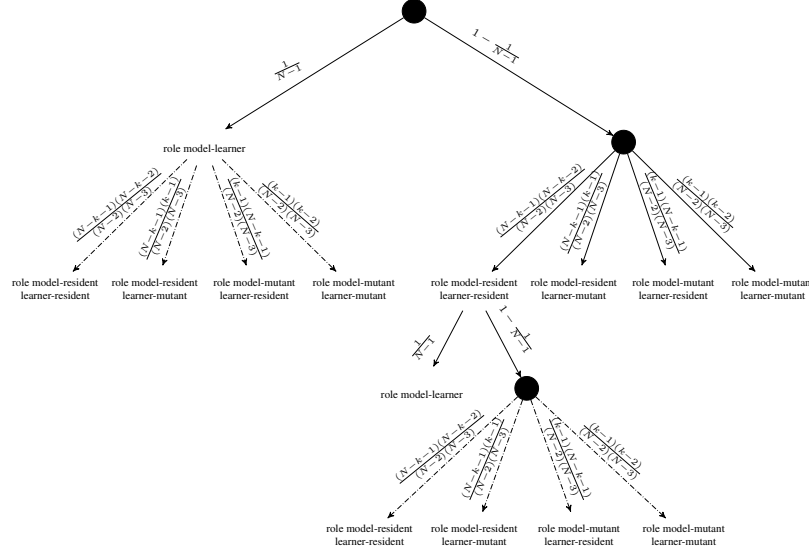 1/(N−1)
1 − 1/(N−1)
role model-learner
(N−k−1)(N−k−2)/(N−2)(N−3)
(N−k−1)(k−1)/(N−2)(N−3)
(k−1)(N−k−1)/(N−2)(N−3)
(k−1)(k−2)/(N−2)(N−3)
(N−k−1)(N−k−2)/(N−2)(N−3)
(N−k−1)(k−1)/(N−2)(N−3)
(k−1)(N−k−1)/(N−2)(N−3)
(k−1)(k−2)/(N−2)(N−3)
role model-resident role model-resident role model-mutant role model-mutant role model-resident role model-resident role model-mutant role model-mutan
learner-resident learner-mutant learner-resident learner-mutant learner-resident learner-mutant learner-resident learner-mutant
1/(N−1)
1 − 1/(N−1)
role model-learner
(N−k−1)(N−k−2)/(N−2)(N−3)
(N−k−1)(k−1)/(N−2)(N−3)
(k−1)(N−k−1)/(N−2)(N−3)
(k−1)(k−2)/(N−2)(N−3)
role model-resident role model-resident role model-mutant role model-mutant
learner-resident learner-mutant learner-resident learner-mutant